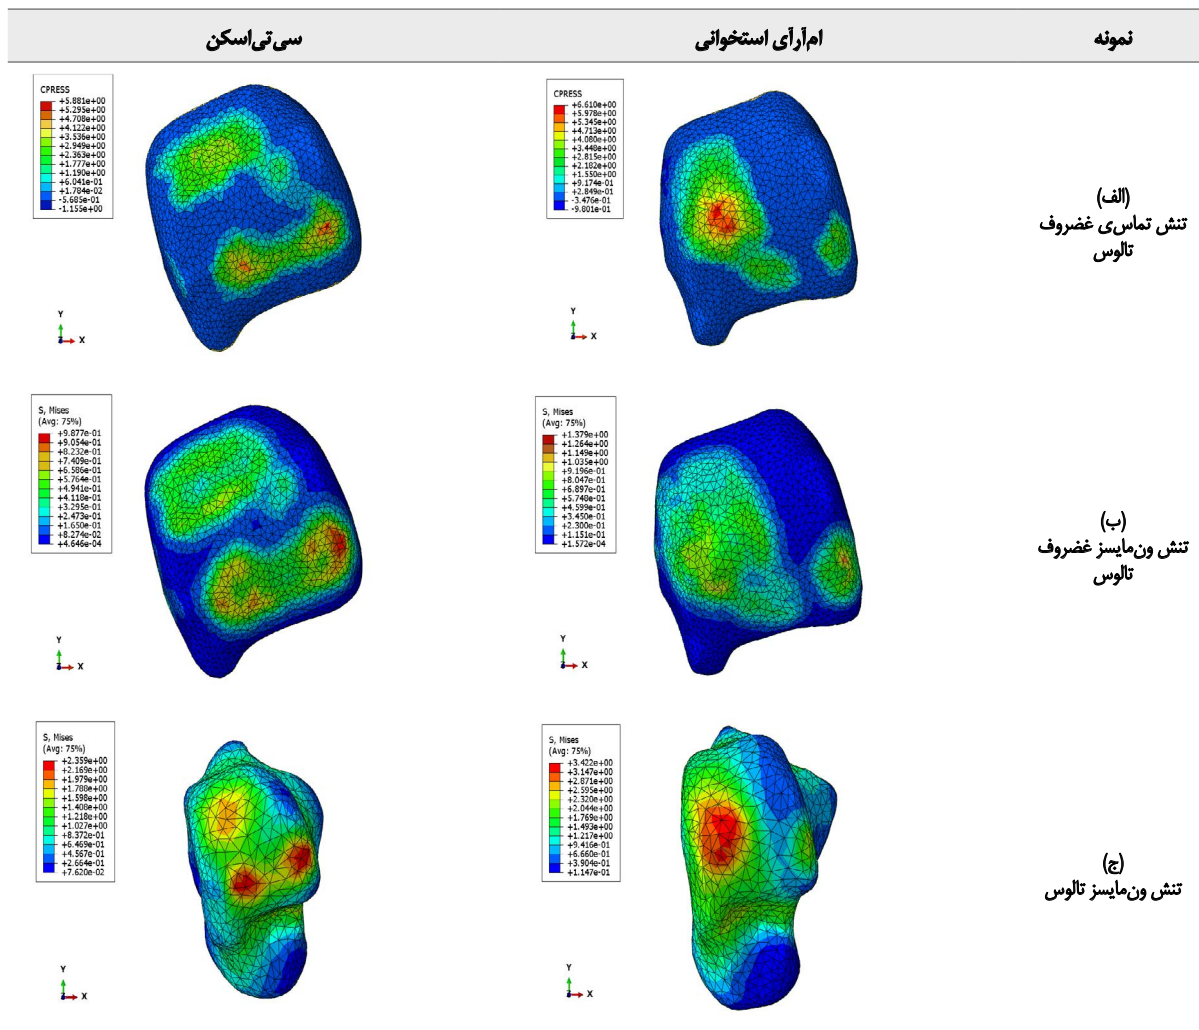 نمونه
ام‌آرآی استخوانی
سی‌تی‌اسکن
(الف)
تنش تماسی غضروف
تالوس
CPRESS
+6.610e+00
+5.978e+00
+5.345e+00
+4.713e+00
+4.080e+00
+3.448e+00
+2.815e+00
+2.182e+00
+1.550e+00
+9.174e-01
+2.849e-01
-3.476e-01
-9.801e-01
Y
Z
X
CPRESS
+5.881e+00
+5.295e+00
+4.708e+00
+4.122e+00
+3.536e+00
+2.949e+00
+2.363e+00
+1.777e+00
+1.190e+00
+6.041e-01
+1.784e-02
-5.685e-01
-1.155e+00
Y
Z
X
(ب)
تنش ون‌مایسز غضروف
تالوس
S, Mises
(Avg: 75%)
+1.379e+00
+1.264e+00
+1.149e+00
+1.035e+00
+9.196e-01
+8.047e-01
+6.897e-01
+5.748e-01
+4.599e-01
+3.450e-01
+2.300e-01
+1.151e-01
+1.572e-04
Y
Z
X
S, Mises
(Avg: 75%)
+9.877e-01
+9.054e-01
+8.232e-01
+7.409e-01
+6.586e-01
+5.764e-01
+4.941e-01
+4.118e-01
+3.295e-01
+2.473e-01
+1.650e-01
+8.274e-02
+4.646e-04
Y
Z
X
(ج)
تنش ون‌مایسز تالوس
S, Mises
(Avg: 75%)
+3.422e+00
+3.147e+00
+2.871e+00
+2.595e+00
+2.320e+00
+2.044e+00
+1.769e+00
+1.493e+00
+1.217e+00
+9.416e-01
+6.660e-01
+3.904e-01
+1.147e-01
Y
Z
X
S, Mises
(Avg: 75%)
+2.359e+00
+2.169e+00
+1.979e+00
+1.788e+00
+1.598e+00
+1.408e+00
+1.218e+00
+1.027e+00
+8.372e-01
+6.469e-01
+4.567e-01
+2.664e-01
+7.620e-02
Y
Z
X